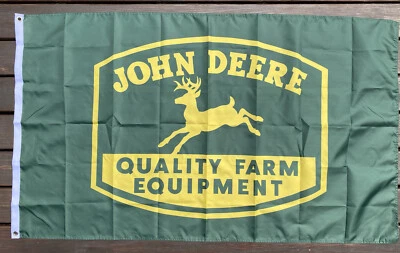 JOHN DEERE
QUALITY FARM
EQUIPMENT